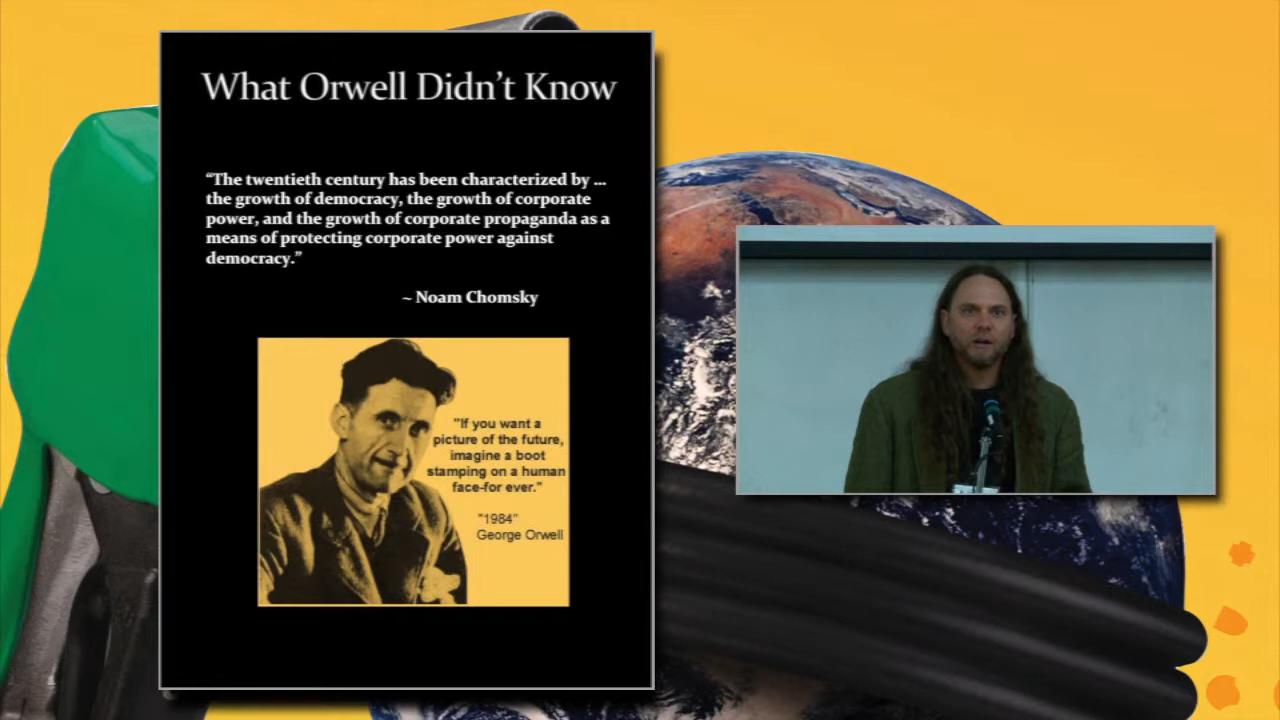 What Orwell Didn't Know
“The twentieth century has been characterized by ...
the growth of democracy, the growth of corporate
power, and the growth of corporate propaganda as a
means of protecting corporate power against
democracy.”
~ Noam Chomsky
"If you want a
picture of the future,
imagine a boot
stamping on a human
face-for ever."
"1984"
George Orwell